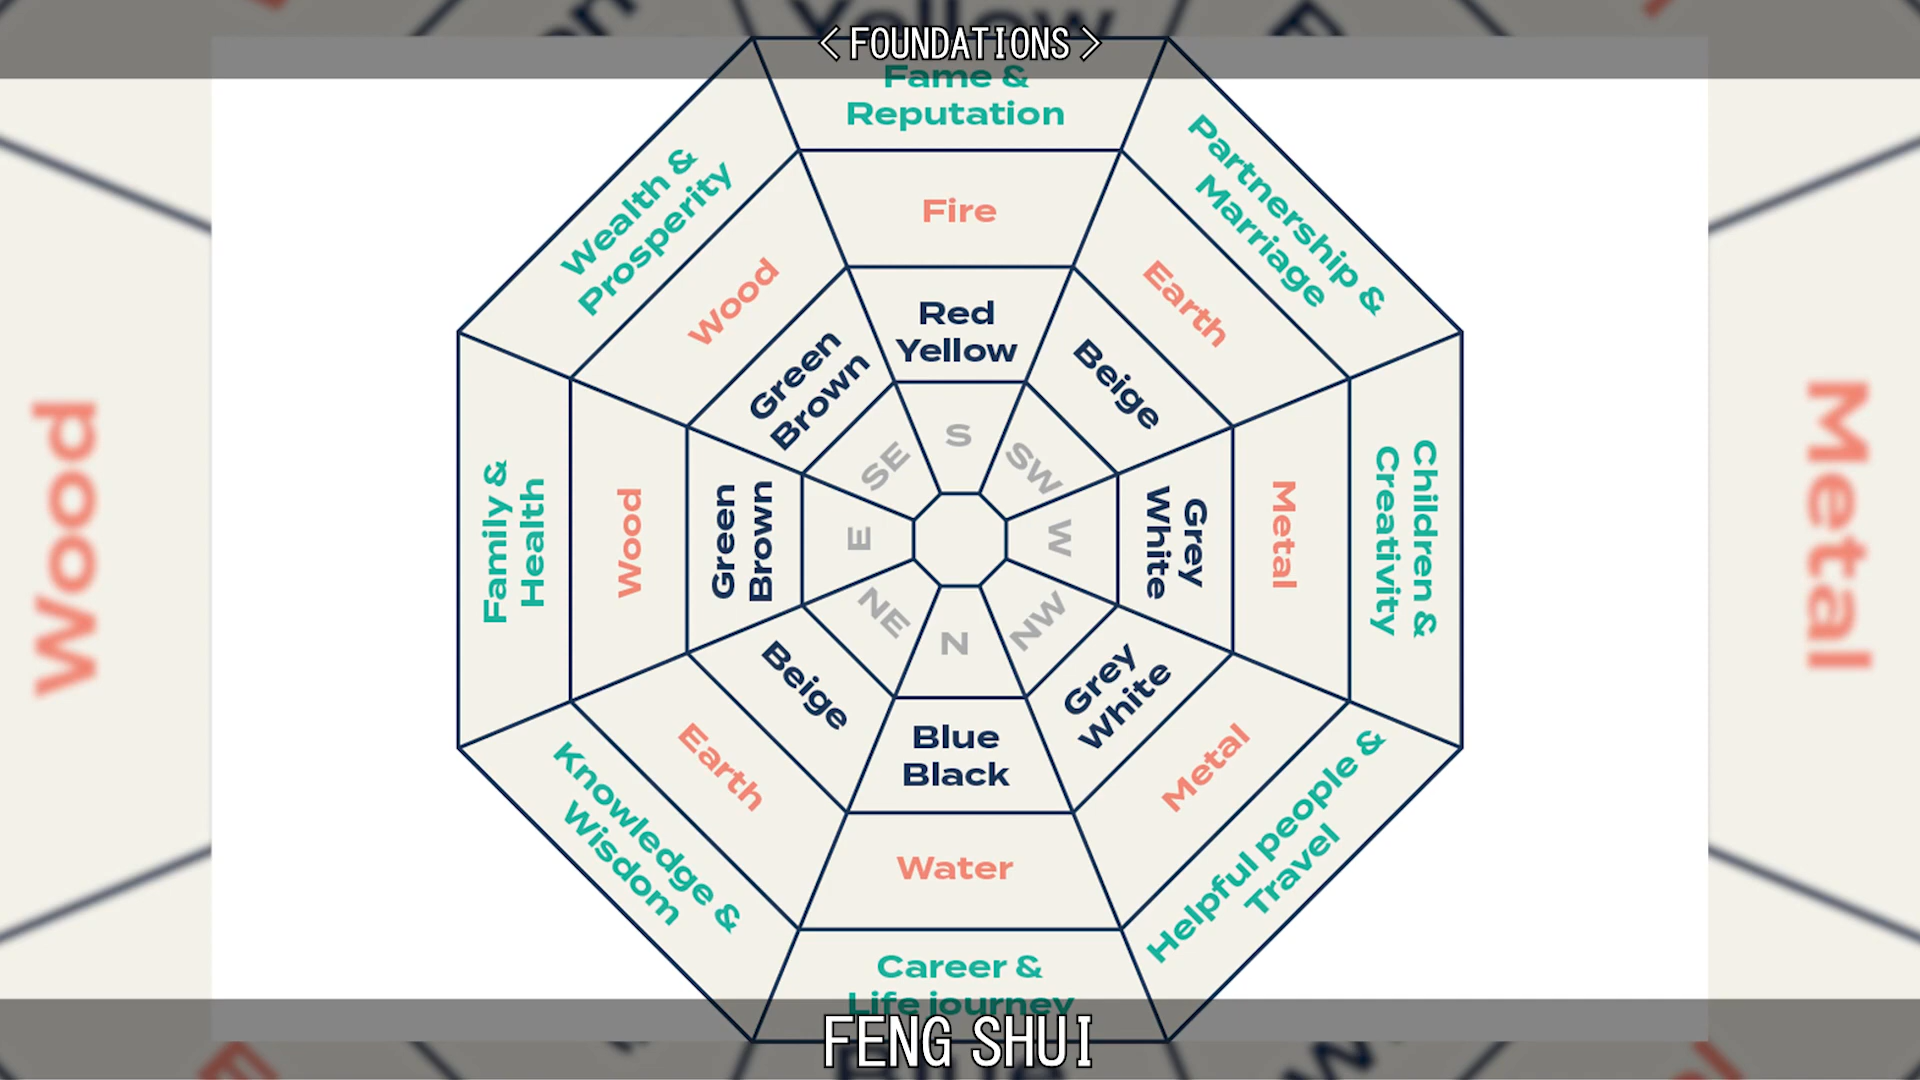 <FOUNDATIONS>
Fame &
Reputation
Wealth &
Prosperity
Partnership &
Marriage
Fire
Wood
Earth
Red
Yellow
Green
Brown
Beige
S
SE
SW
Family &
Health
Wood
Green
Brown
E
W
Grey
White
Metal
Children &
Creativity
NE
N
NW
Beige
Blue
Black
Grey
White
Earth
Water
Metal
Knowledge &
Wisdom
Career &
Life journey
Helpful people &
Travel
Wood
Metal
FENG SHUI